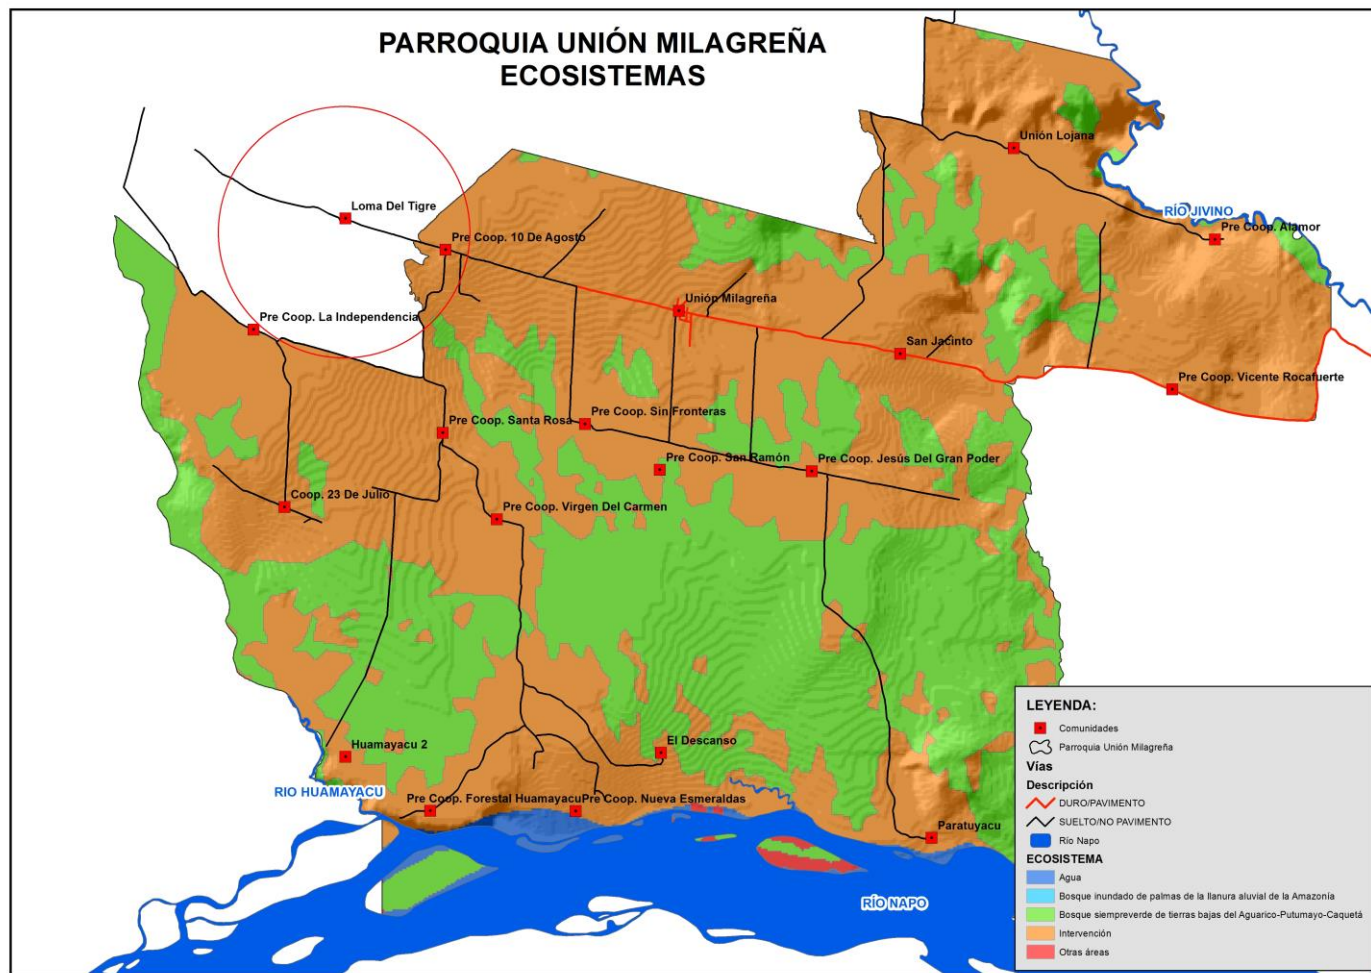 PARROQUIA UNIÓN MILAGREÑA
ECOSISTEMAS
Unión Lojana
Loma Del Tigre
RÍO JIVINO
Pre Coop. Alamor
Pre Coop. 10 De Agosto
Unión Milagreña
Pre Coop. La Independencia
San Jacinto
Pre Coop. Vicente Rocafuerte
Pre Coop. Santa Rosa
Pre Coop. Sin Fronteras
Pre Coop. San Ramón
Pre Coop. Jesús Del Gran Poder
Coop. 23 De Julio
Pre Coop. Virgen Del Carmen
Huamayacu 2
El Descanso
RIO HUAMAYACU
Pre Coop. Forestal Huamayacu
Pre Coop. Nueva Esmeraldas
Paratuyacu
RÍO NAPO
LEYENDA:
Comunidades
Parroquia Unión Milagreña
Vías
Descripción
DURO/PAVIMENTO
SUELTO/NO PAVIMENTO
Río Napo
ECOSISTEMA
Agua
Bosque inundado de palmas de la llanura aluvial de la Amazonía
Bosque siempreverde de tierras bajas del Aguarico-Putumayo-Caquetá
Intervención
Otras áreas